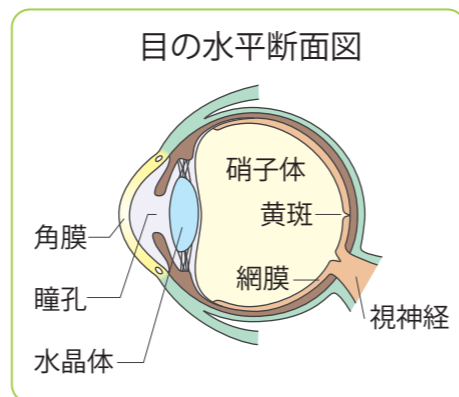 目の水平断面図
硝子体
黄斑
角膜
網膜
瞳孔
視神経
水晶体